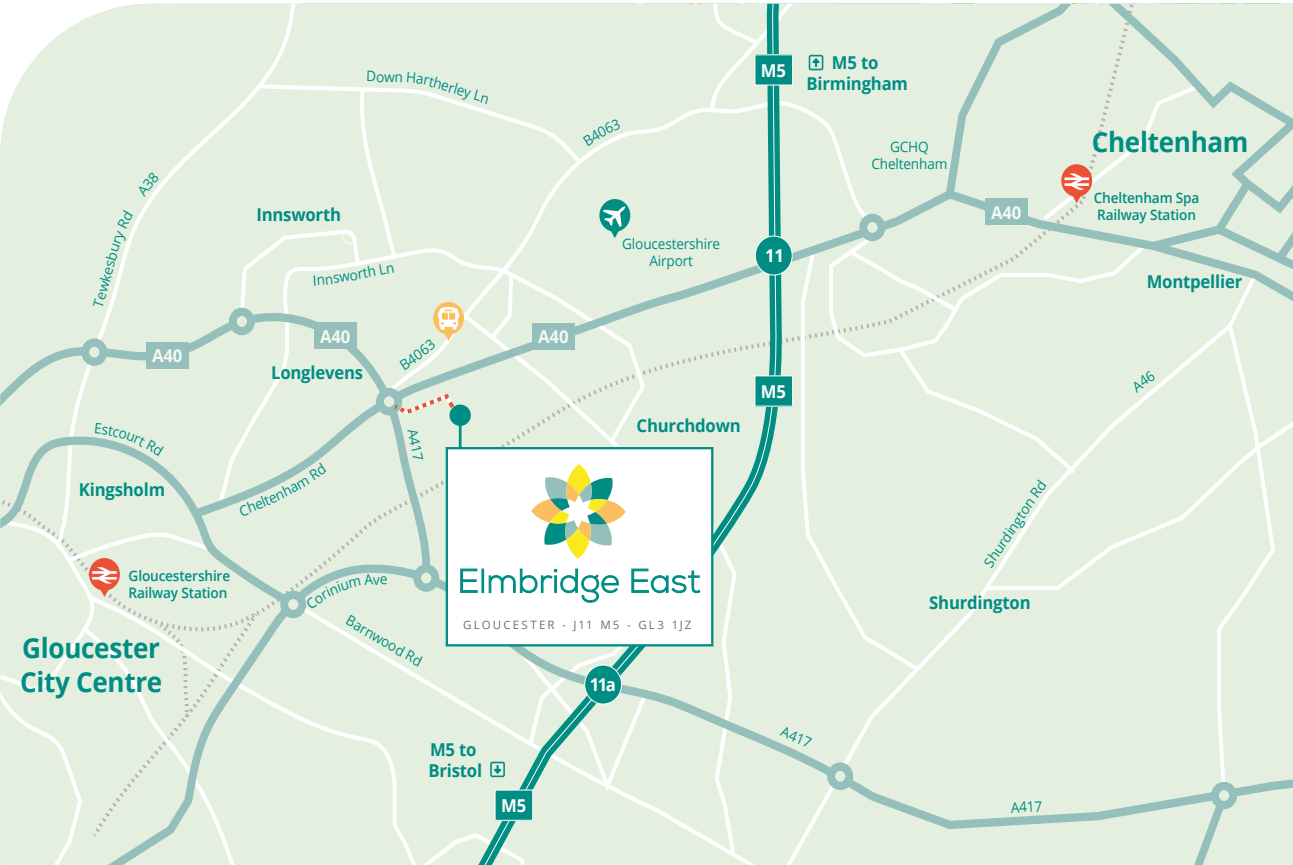 M5
M5 to
Birmingham
Down Hartherley Ln
B4063
GCHQ
Cheltenham
Cheltenham
A38
Cheltenham Spa
Railway Station
Innsworth
A40
Tewkesbury Rd
Gloucestershire
Airport
11
Innsworth Ln
Montpellier
A40
A40
A40
B4063
Longlevens
A46
M5
Churchdown
Estcourt Rd
A417
Kingsholm
Cheltenham Rd
Shurdington Rd
Elmbridge East
GLOUCESTER - J11 M5 - GL3 1JZ
Gloucestershire
Railway Station
Corinium Ave
Shurdington
Barnwood Rd
Gloucester
City Centre
11a
A417
M5 to
Bristol
M5
A417